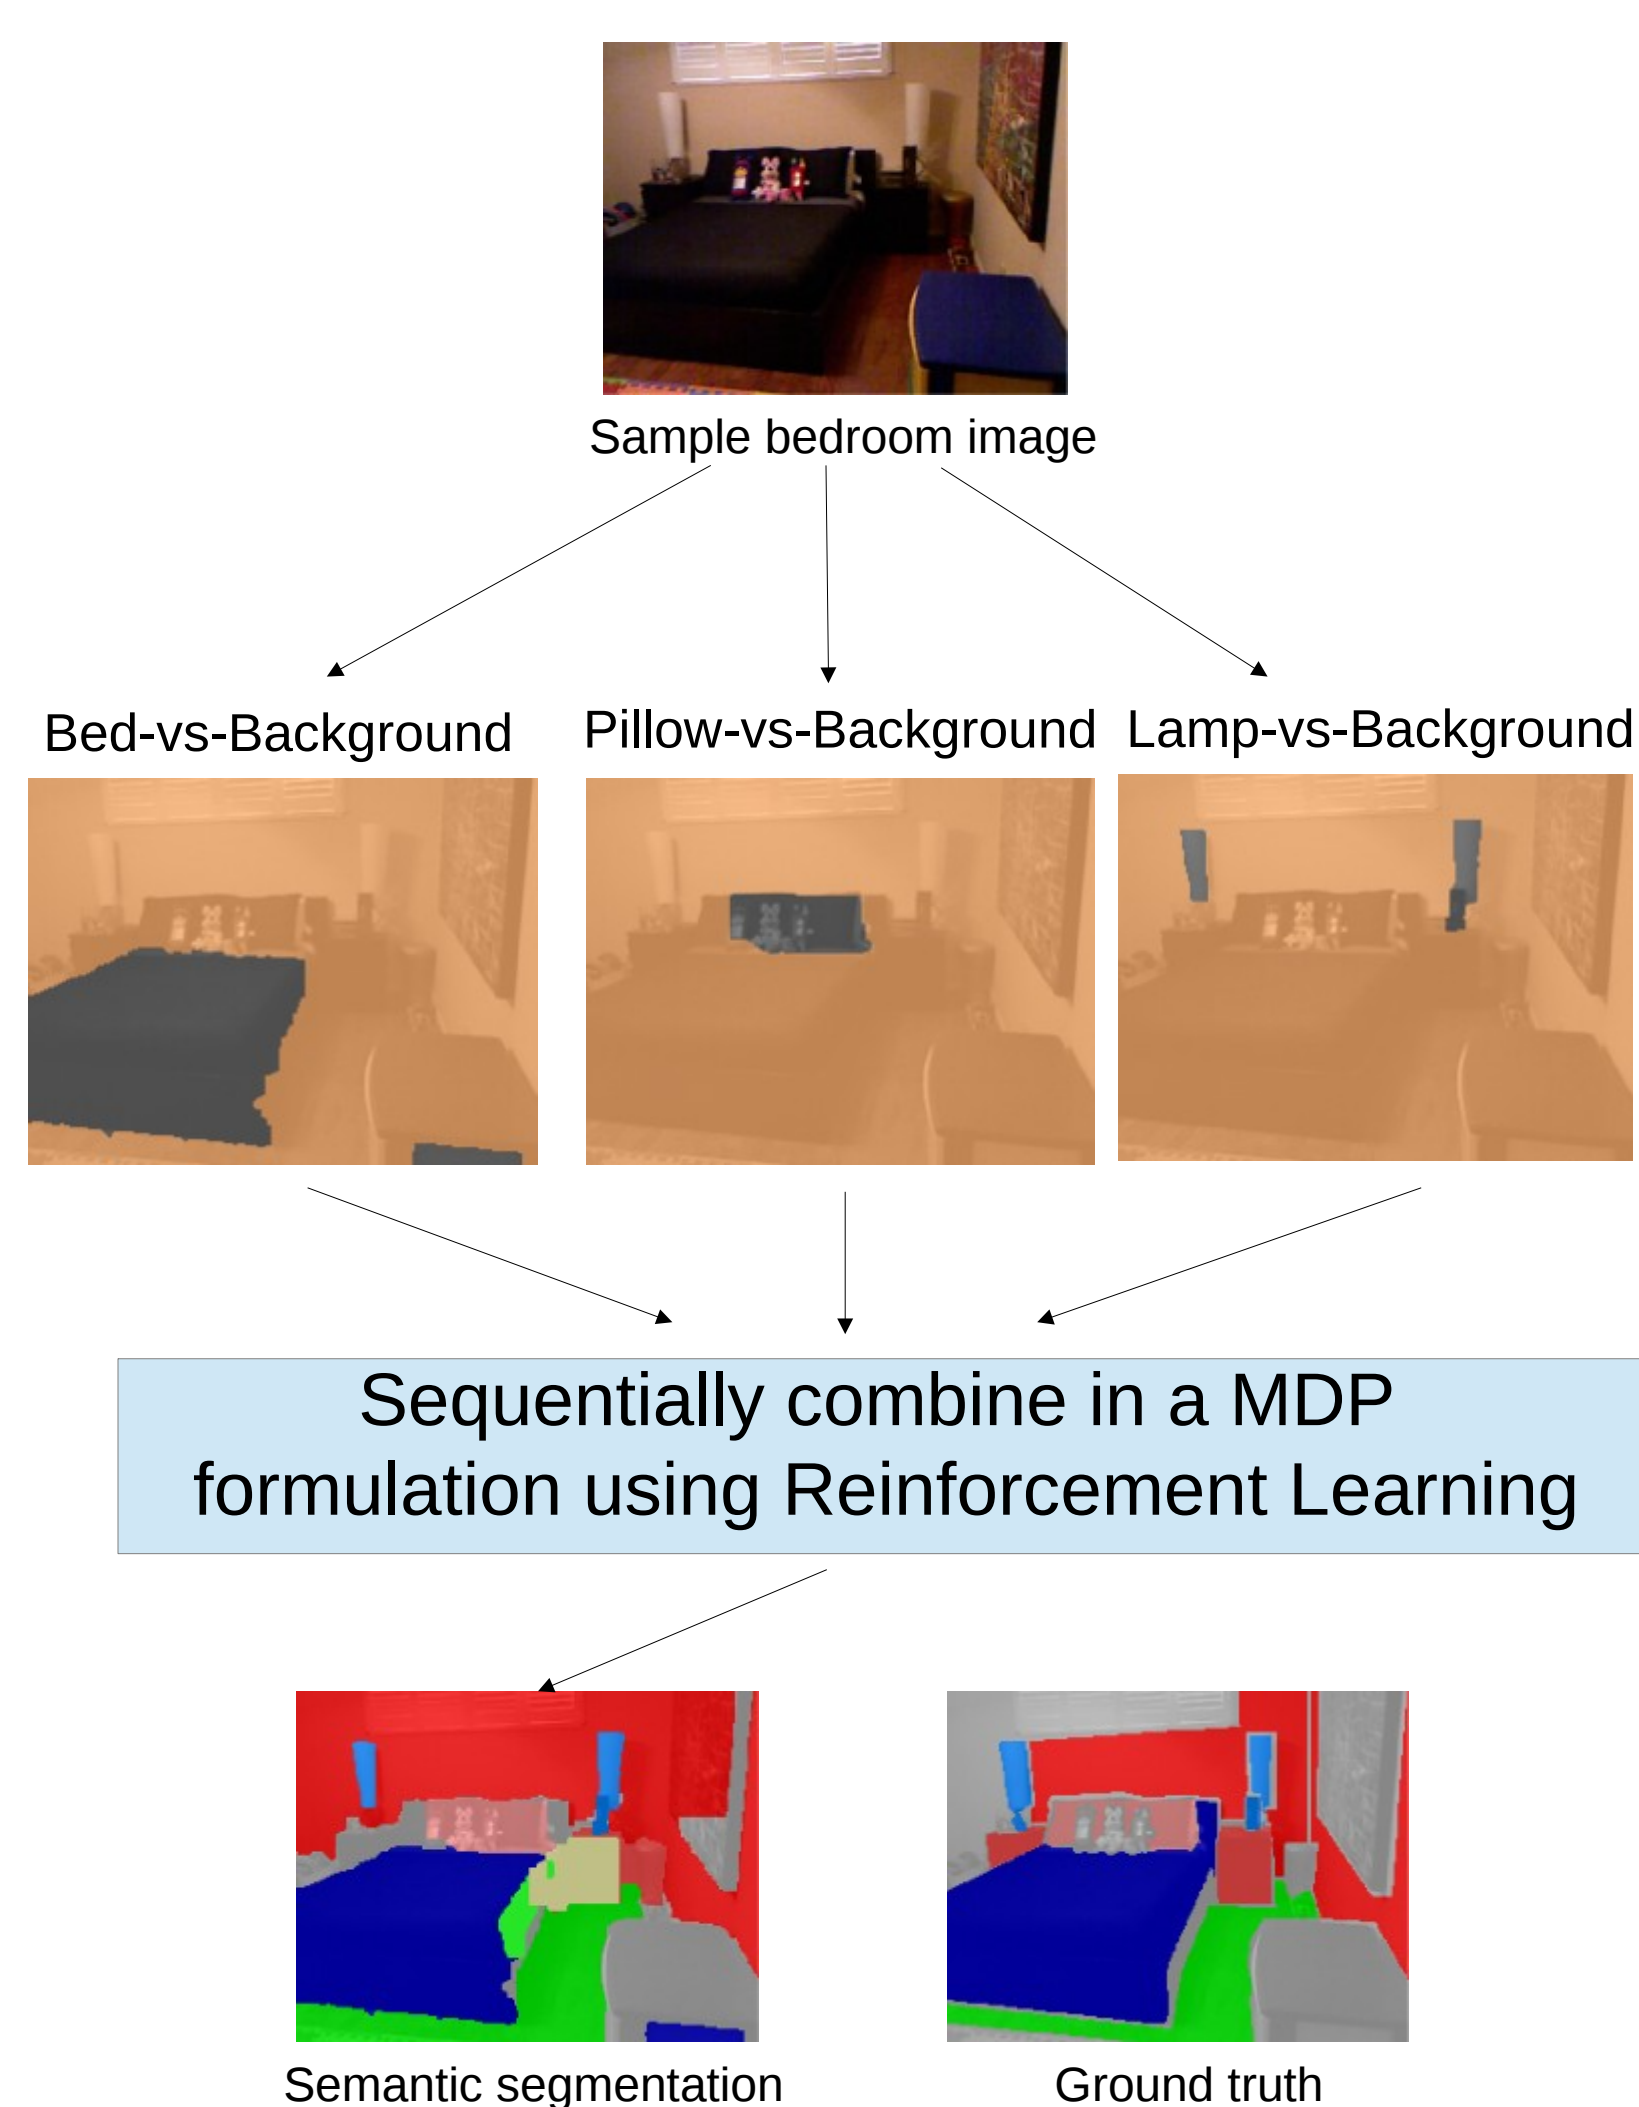 Sample bedroom image
Bed-vs-Background
Pillow-vs-Background
Lamp-vs-Background
Sequentially combine in a MDP
formulation using Reinforcement Learning
Semantic segmentation
Ground truth